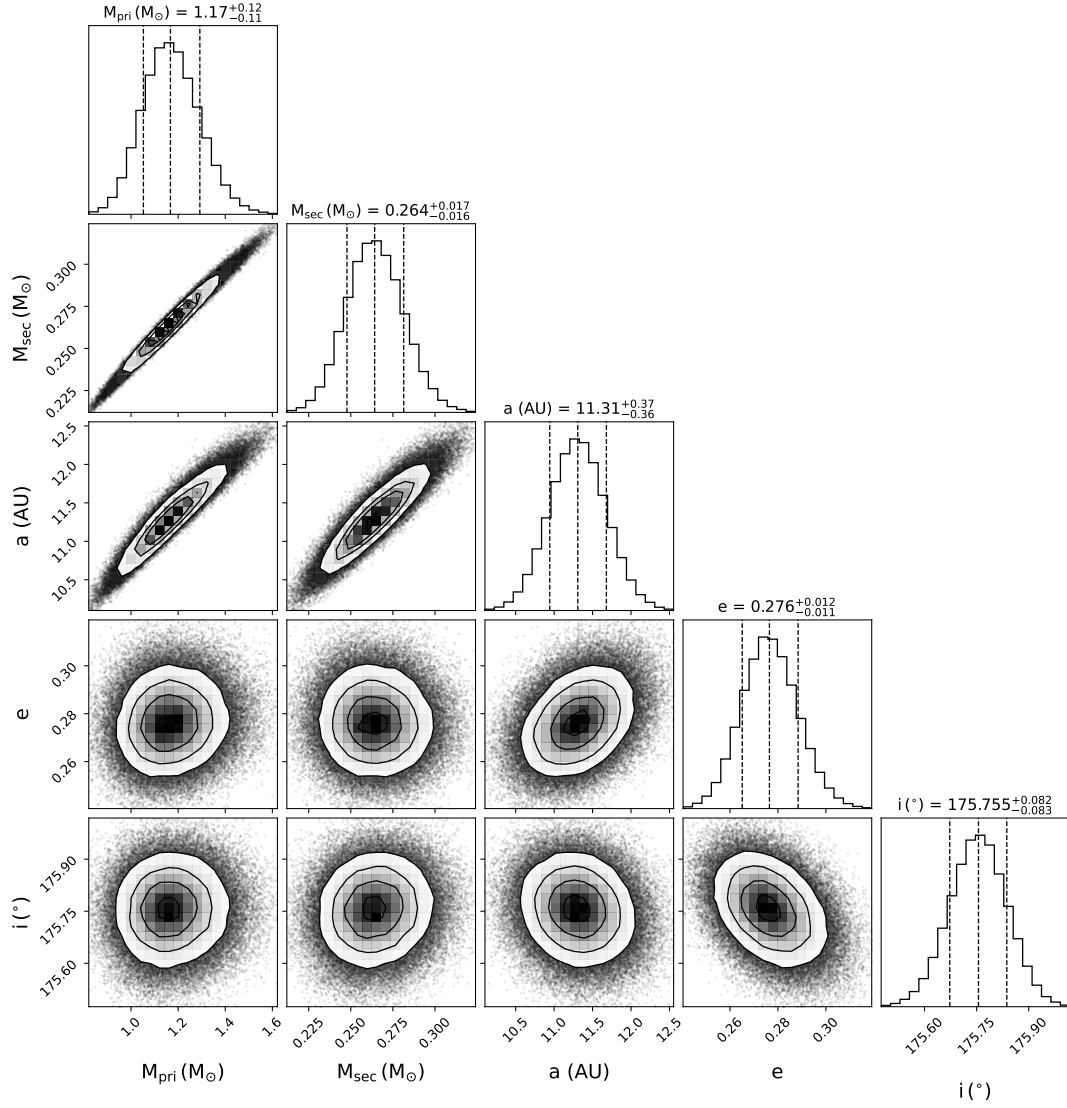 M_pri (M_⊙) = 1.17^{+0.12}_{-0.11}
M_sec (M_⊙) = 0.264^{+0.017}_{-0.016}
0.300
0.275
0.250
0.225
M_sec (M_⊙)
a (AU) = 11.31^{+0.37}_{-0.36}
12.5
12.0
11.5
11.0
10.5
a (AU)
e = 0.276^{+0.012}_{-0.011}
0.30
0.28
0.26
e
i (°) = 175.755^{+0.082}_{-0.083}
175.90
175.75
175.60
i (°)
1.0 1.2 1.4 1.6 0.225 0.250 0.275 0.300 10.5 11.0 11.5 12.0 12.5 0.26 0.28 0.30 175.60 175.75 175.90
M_pri (M_⊙) M_sec (M_⊙) a (AU) e i (°)